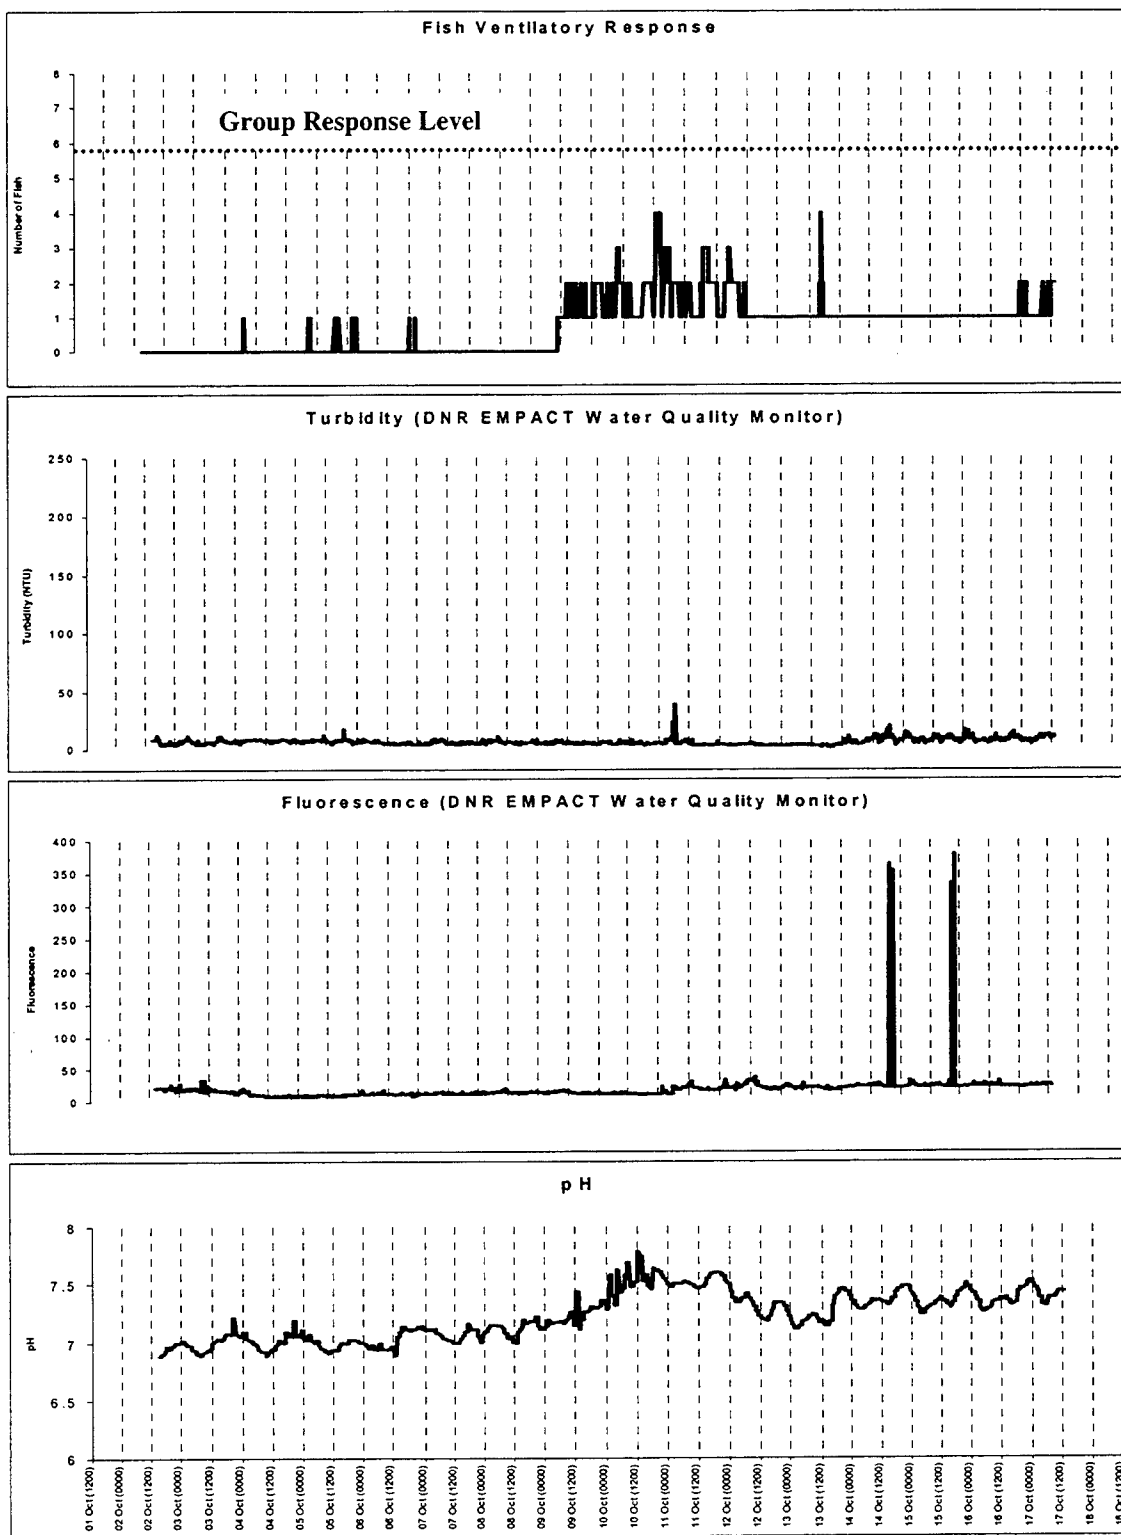 Fish Ventilatory Response
8
7
Group Response Level
6
5
4
3
2
1
0
Number of Fish
Turbidity (DNR EMPACT Water Quality Monitor)
250
200
150
100
50
0
Turbidity (NTU)
Fluorescence (DNR EMPACT Water Quality Monitor)
400
350
300
250
200
150
100
50
0
Fluorescence
pH
8
7.5
7
6.5
6
pH
01 Oct (1200)
02 Oct (0000)
02 Oct (1200)
03 Oct (0000)
03 Oct (1200)
04 Oct (0000)
04 Oct (1200)
05 Oct (0000)
05 Oct (1200)
06 Oct (0000)
06 Oct (1200)
07 Oct (0000)
07 Oct (1200)
08 Oct (0000)
08 Oct (1200)
09 Oct (0000)
09 Oct (1200)
10 Oct (0000)
10 Oct (1200)
11 Oct (0000)
11 Oct (1200)
12 Oct (0000)
12 Oct (1200)
13 Oct (0000)
13 Oct (1200)
14 Oct (0000)
14 Oct (1200)
15 Oct (0000)
15 Oct (1200)
16 Oct (0000)
16 Oct (1200)
17 Oct (0000)
17 Oct (1200)
18 Oct (0000)
18 Oct (1200)